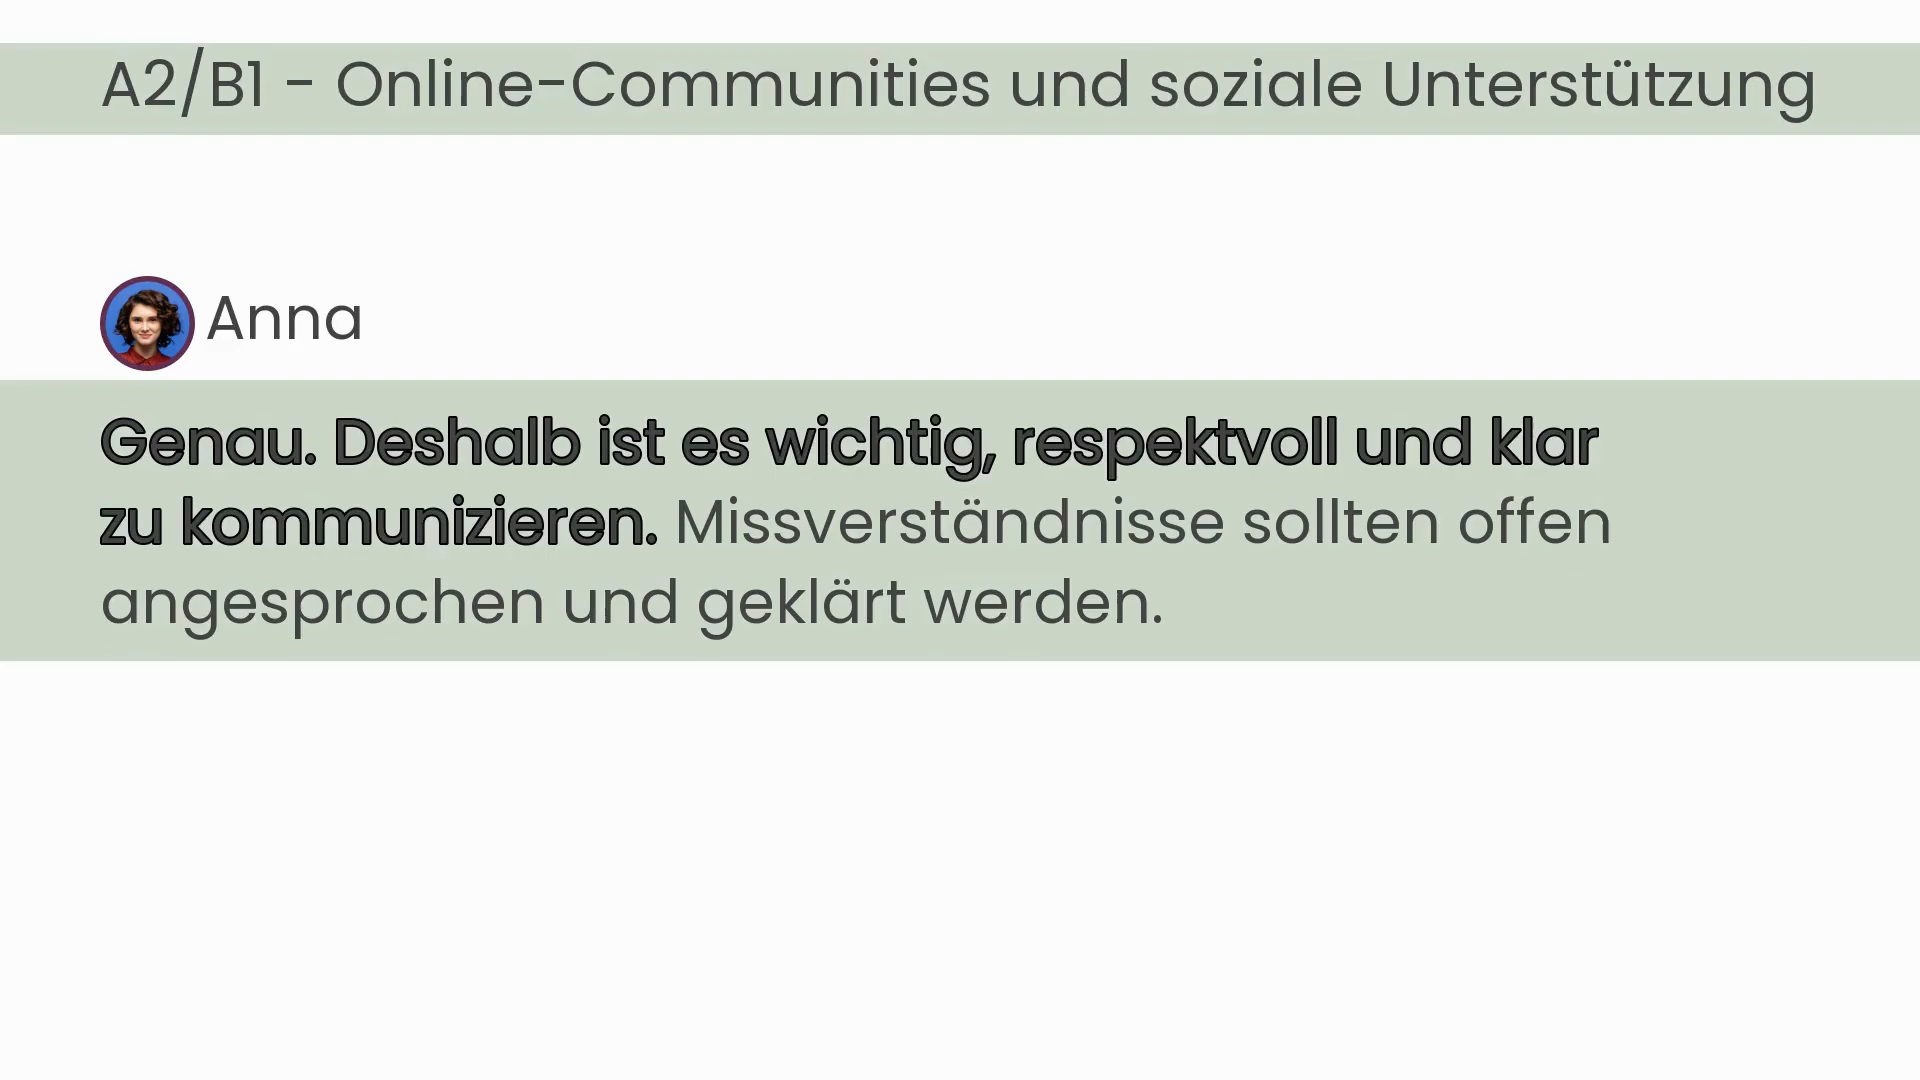 A2/B1 - Online-Communities und soziale Unterstützung
Anna
Genau. Deshalb ist es wichtig, respektvoll und klar
zu kommunizieren. Missverständnisse sollten offen
angesprochen und geklärt werden.